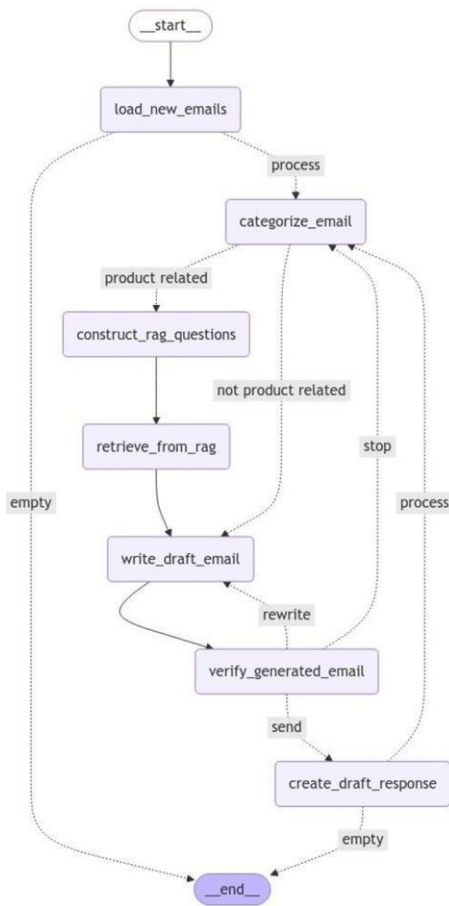 __start__
load_new_emails
process
categorize_email
product related
construct_rag_questions
not product related
retrieve_from_rag
stop
empty
process
write_draft_email
rewrite
verify_generated_email
send
create_draft_response
empty
__end__